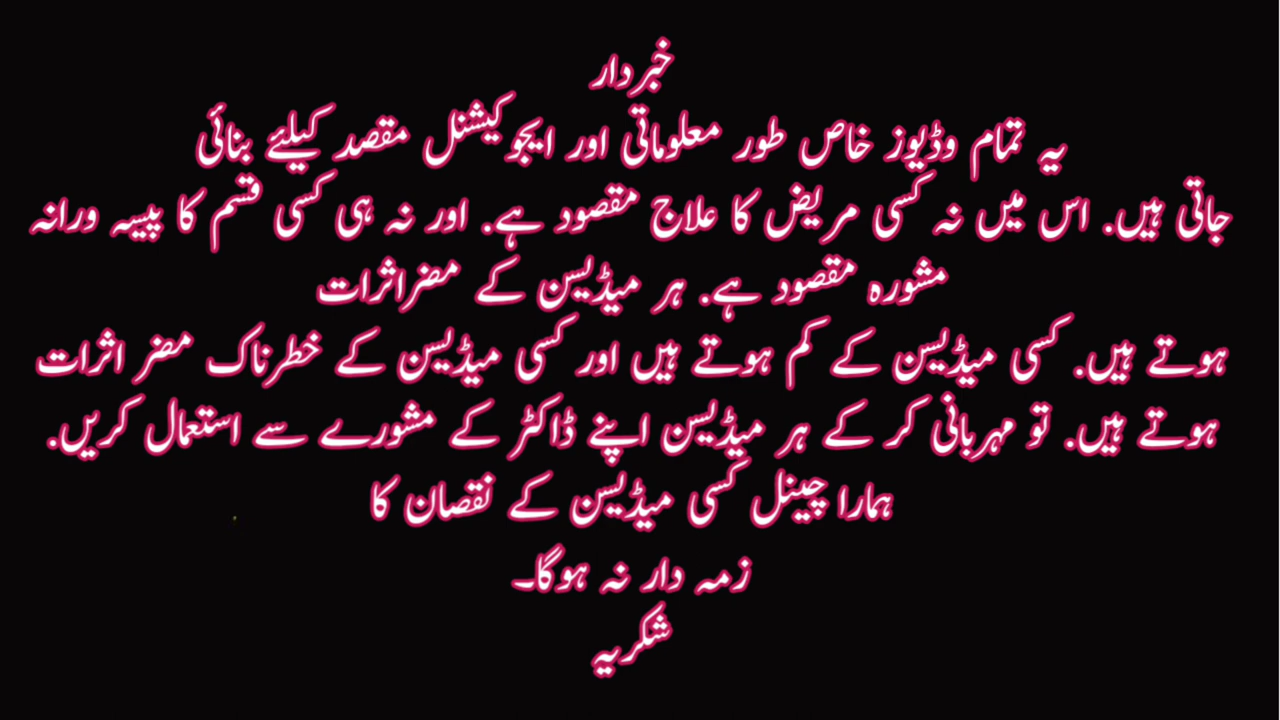 خبردار
یہ تمام وڈیوز خاص طور معلوماتی اور ایجوکیشنل مقصد کیلئے بنائی
جاتی ہیں. اس میں نہ کسی مریض کا علاج مقصود ہے. اور نہ ہی کسی قسم کا پیسہ ورانہ
مشورہ مقصود ہے. ہر میڈیسن کے مضراثرات
ہوتے ہیں. کسی میڈیسن کے کم ہوتے ہیں اور کسی میڈیسن کے خطرناک مضر اثرات
ہوتے ہیں. تو مہربانی کر کے ہر میڈیسن اپنے ڈاکٹر کے مشورے سے استعمال کریں.
ہمارا چینل کسی میڈیسن کے نقصان کا
زمہ دار نہ ہوگا۔
شکریہ